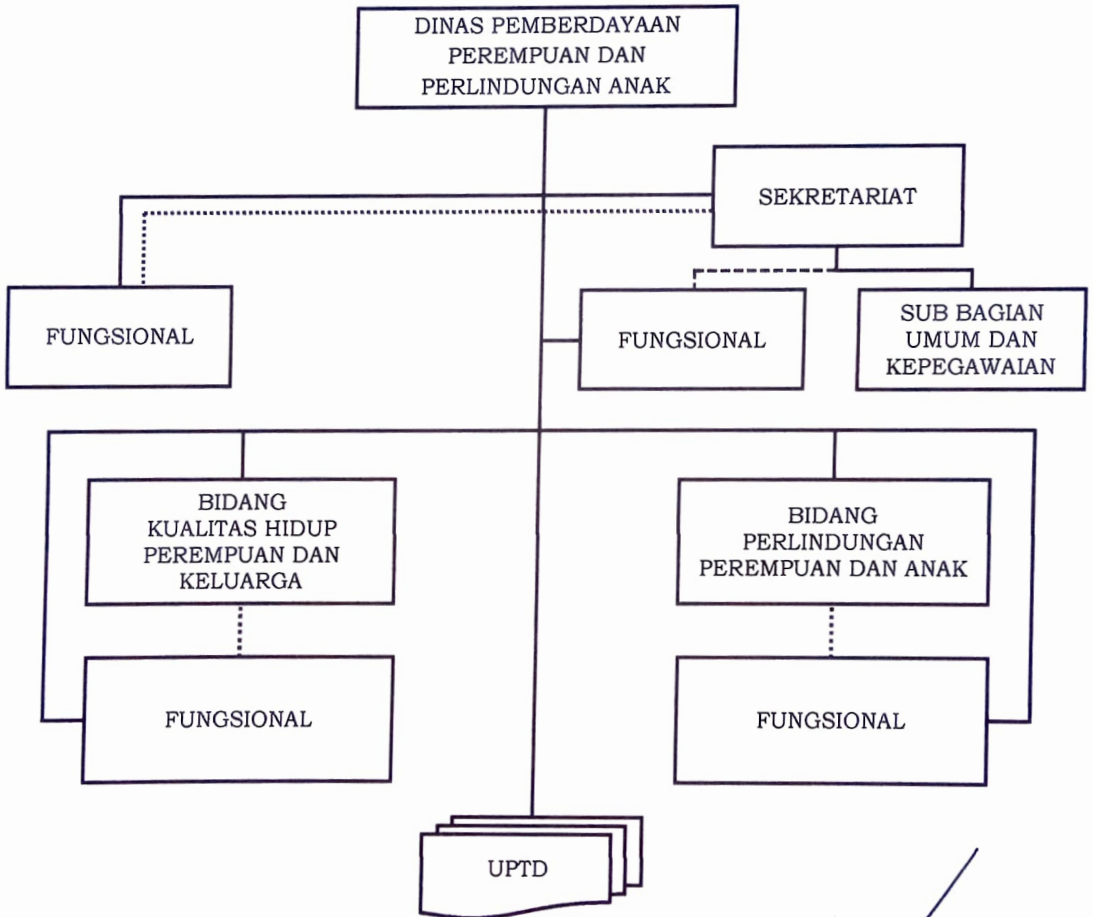 DINAS PEMBERDAYAAN
PEREMPUAN DAN
PERLINDUNGAN ANAK
SEKRETARIAT
FUNGSIONAL
FUNGSIONAL
SUB BAGIAN
UMUM DAN
KEPEGAWAIAN
BIDANG
KUALITAS HIDUP
PEREMPUAN DAN
KELUARGA
BIDANG
PERLINDUNGAN
PEREMPUAN DAN ANAK
FUNGSIONAL
FUNGSIONAL
UPTD